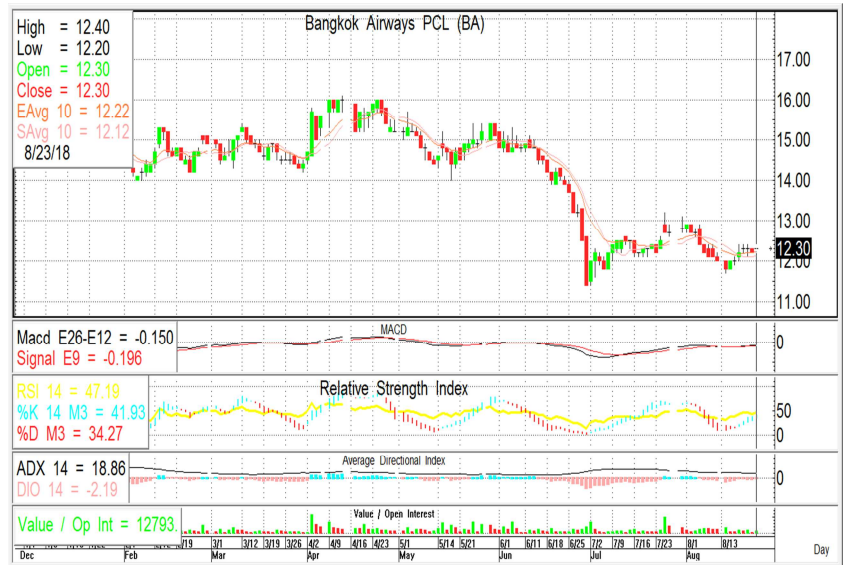 Bangkok Airways PCL (BA)
High = 12.40
Low = 12.20
Open = 12.30
Close = 12.30
EAvg 10 = 12.22
SAvg 10 = 12.12
8/23/18
17.00
16.00
15.00
14.00
13.00
12.30
12.00
11.00
MACD
Macd E26-E12 = -0.150
Signal E9 = -0.196
0
Relative Strength Index
RSI 14 = 47.19
%K 14 M3 = 41.93
%D M3 = 34.27
50
0
Average Directional Index
ADX 14 = 18.86
DIO 14 = -2.19
0
Value / Open Interest
Value / Op Int = 12793.
3/1 3/12 3/19 3/26 4/2 4/9 4/16 4/23 5/1 5/14 5/21 6/1 6/11 6/18 6/25 7/2 7/9 7/16 7/23 8/1 8/13
Dec Feb Mar Apr May Jun Jul Aug Day